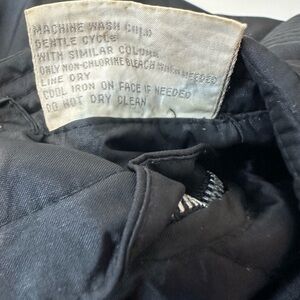 MACHINE WASH COLD
GENTLE CYCLE
WITH SIMILAR COLORS
ONLY NON-CHLORINE BLEACH WHEN NEEDED
LINE DRY
COOL IRON ON FACE IF NEEDED
DO NOT DRY CLEAN